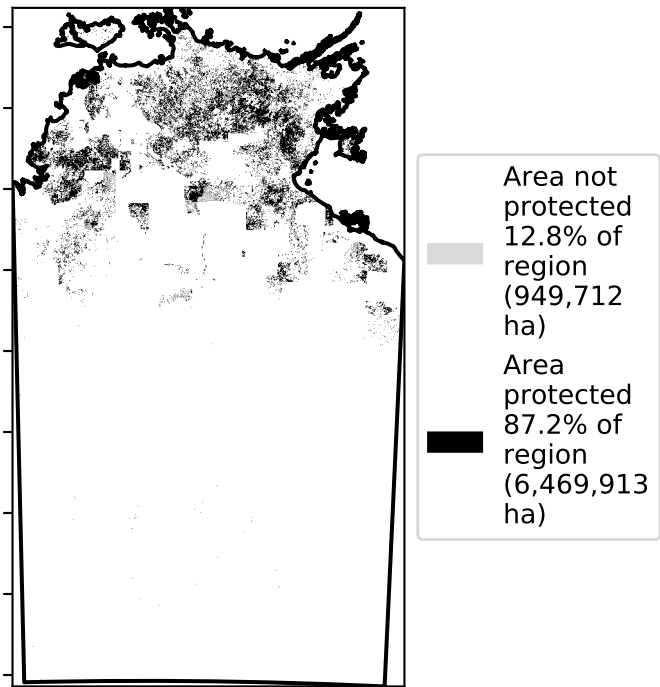 Area not
protected
12.8% of
region
(949,712
ha)
Area
protected
87.2% of
region
(6,469,913
ha)